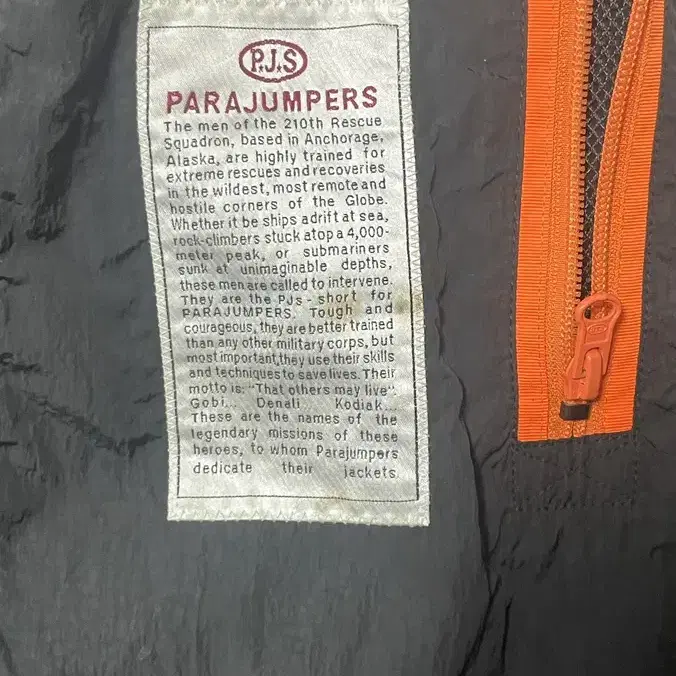 P.J.S
PARAJUMPERS
The men of the 210th Rescue
Squadron, based in Anchorage,
Alaska, are highly trained for
extreme rescues and recoveries
in the wildest, most remote and
hostile corners of the Globe.
Whether it be ships adrift at sea,
rock-climbers stuck atop a 4,000-
meter peak, or submariners
sunk at unimaginable depths,
these men are called to intervene.
They are the PJs - short for
PARAJUMPERS. Tough and
courageous, they are better trained
than any other military corps, but
most important, they use their skills
and techniques to save lives. Their
motto is: "That others may live".
Gobi... Denali... Kodiak...
These are the names of the
legendary missions of these
heroes, to whom Parajumpers
dedicate their jackets